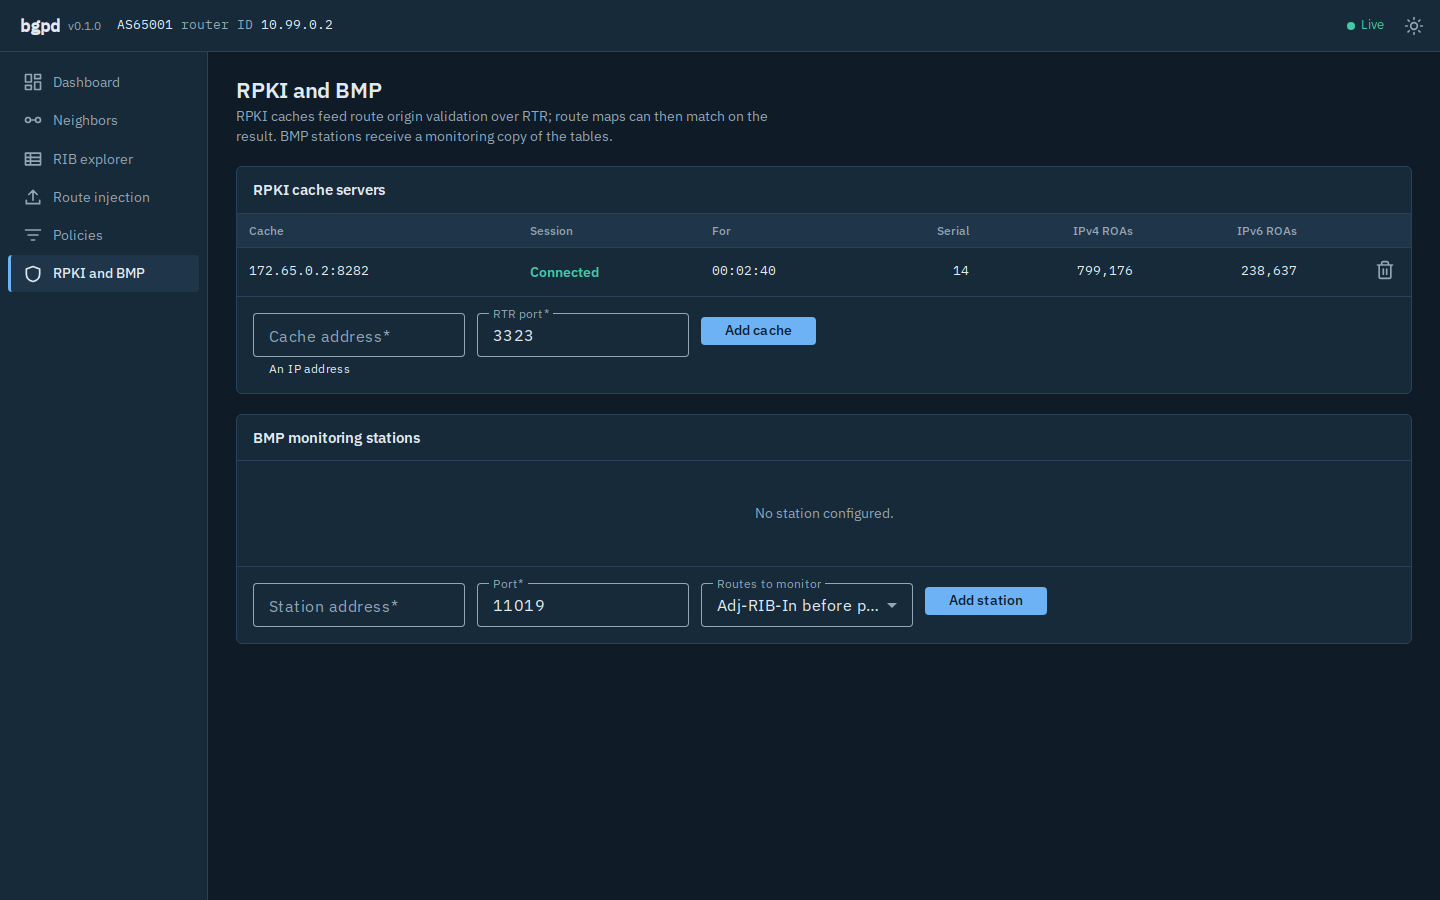 bgpd v0.1.0 AS65001 router ID 10.99.0.2
Live
Dashboard
Neighbors
RIB explorer
Route injection
Policies
RPKI and BMP
RPKI and BMP
RPKI caches feed route origin validation over RTR; route maps can then match on the
result. BMP stations receive a monitoring copy of the tables.
RPKI cache servers
Cache Session For Serial IPv4 ROAs IPv6 ROAs
172.65.0.2:8282 Connected 00:02:40 14 799,176 238,637
RTR port*
Cache address* 3323 Add cache
An IP address
BMP monitoring stations
No station configured.
Port* Routes to monitor
Station address* 11019 Adj-RIB-In before p... Add station